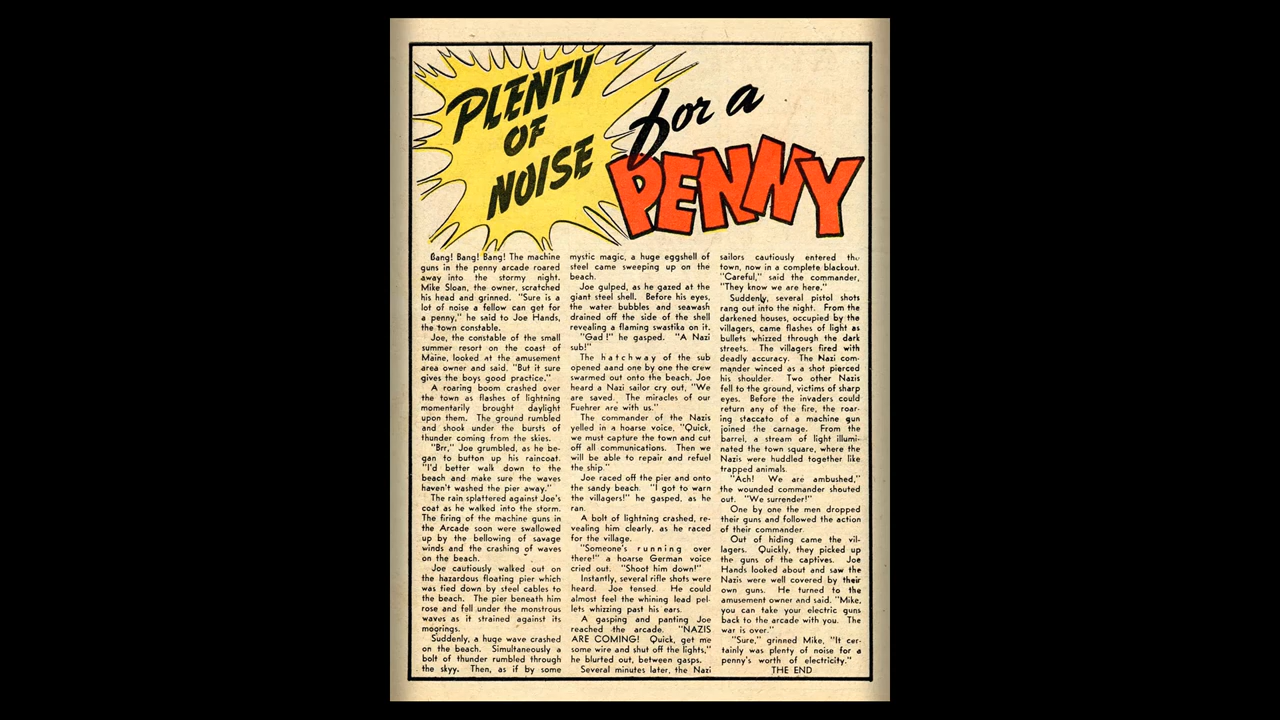 PLENTY
OF
NOISE
for a
PENNY
Bang! Bang! Bang! The machine
guns in the penny arcade roared
away into the stormy night.
Mike Sloan, the owner, scratched
his head and grinned. "Sure is a
lot of noise a fellow can get for
a penny," he said to Joe Hands,
the town constable.
Joe, the constable of the small
summer resort on the coast of
Maine, looked at the amusement
area owner and said. "But it sure
gives the boys good practice."
A roaring boom crashed over
the town as flashes of lightning
momentarily brought daylight
upon them. The ground rumbled
and shook under the bursts of
thunder coming from the skies.
"Brr," Joe grumbled, as he be-
gan to button up his raincoat.
"I'd better walk down to the
beach and make sure the waves
haven't washed the pier away."
The rain splattered against Joe's
coat as he walked into the storm.
The firing of the machine guns in
the Arcade soon were swallowed
up by the bellowing of savage
winds and the crashing of waves
on the beach.
Joe cautiously walked out on
the hazardous floating pier which
was tied down by steel cables to
the beach. The pier beneath him
rose and fell under the monstrous
waves as it strained against its
moorings.
Suddenly, a huge wave crashed
on the beach. Simultaneously a
bolt of thunder rumbled through
the skyy. Then, as if by some
mystic magic, a huge eggshell of
steel came sweeping up on the
beach.
Joe gulped, as he gazed at the
giant steel shell. Before his eyes,
the water bubbles and seawash
drained off the side of the shell
revealing a flaming swastika on it.
"Gad!" he gasped. "A Nazi
sub!"
The hatchway of the sub
opened aand one by one the crew
swarmed out onto the beach. Joe
heard a Nazi sailor cry out, "We
are saved. The miracles of our
Fuehrer are with us."
The commander of the Nazis
yelled in a hoarse voice, "Quick,
we must capture the town and cut
off all communications. Then we
will be able to repair and refuel
the ship."
Joe raced off the pier and onto
the sandy beach. "I got to warn
the villagers!" he gasped, as he
ran.
A bolt of lightning crashed, re-
vealing him clearly, as he raced
for the village.
"Someone's running over
there!" a hoarse German voice
cried out. "Shoot him down!"
Instantly, several rifle shots were
heard. Joe tensed. He could
almost feel the whining lead pel-
lets whizzing past his ears.
A gasping and panting Joe
reached the arcade. "NAZIS
ARE COMING! Quick, get me
some wire and shut off the lights,"
he blurted out, between gasps.
Several minutes later, the Nazi
sailors cautiously entered the
town, now in a complete blackout.
"Careful," said the commander,
"They know we are here."
Suddenly, several pistol shots
rang out into the night. From the
darkened houses, occupied by the
villagers, came flashes of light as
bullets whizzed through the dark
streets. The villagers fired with
deadly accuracy. The Nazi com-
mander winced as a shot pierced
his shoulder. Two other Nazis
fell to the ground, victims of sharp
eyes. Before the invaders could
return any of the fire, the roar-
ing staccato of a machine gun
joined the carnage. From the
barrel, a stream of light illumi-
nated the town square, where the
Nazis were huddled together like
trapped animals.
"Ach! We are ambushed,"
the wounded commander shouted
out. "We surrender!"
One by one the men dropped
their guns and followed the action
of their commander.
Out of hiding came the vil-
lagers. Quickly, they picked up
the guns of the captives. Joe
Hands looked about and saw the
Nazis were well covered by their
own guns. He turned to the
amusement owner and said. "Mike,
you can take your electric guns
back to the arcade with you. The
war is over."
"Sure," grinned Mike, "It cer-
tainly was plenty of noise for a
penny's worth of electricity."
THE END